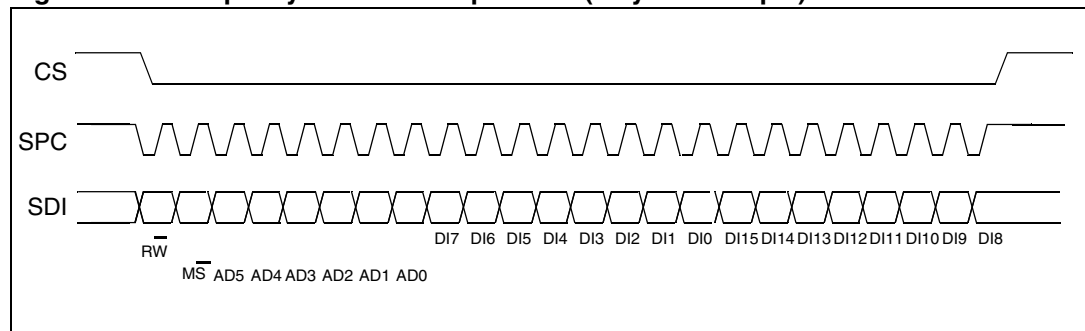 CS
SPC
SDI
RW
DI7 DI6 DI5 DI4 DI3 DI2 DI1 DI0 DI15 DI14 DI13 DI12 DI11 DI10 DI9 DI8
MS AD5 AD4 AD3 AD2 AD1 AD0